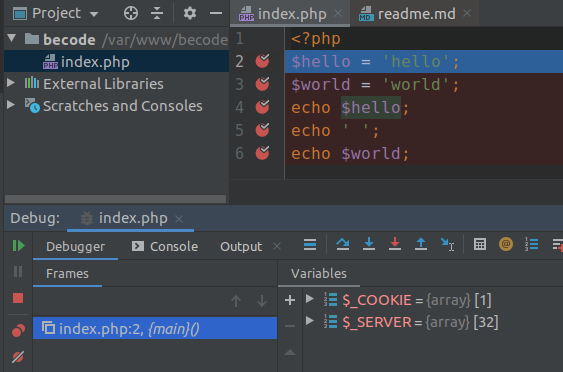 Project
index.php
readme.md
becode /var/www/becode
index.php
External Libraries
Scratches and Consoles
1 <?php
2 $hello = 'hello';
3 $world = 'world';
4 echo $hello;
5 echo ' ';
6 echo $world;
Debug: index.php
Debugger Console Output
Frames
Variables
index.php:2, {main}()
$_COOKIE = {array} [1]
$_SERVER = {array} [32]